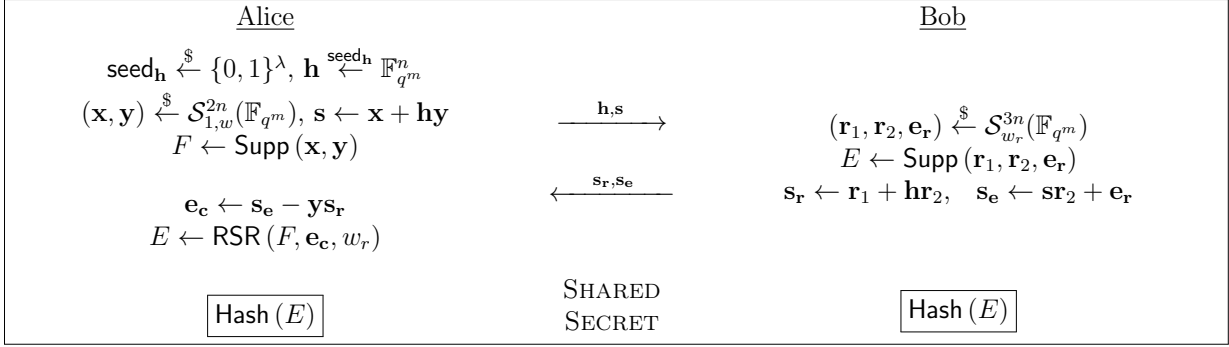 Alice
Bob
seed_h ←$ {0, 1}^λ, h ←seed_h 𝔽_{q^m}^n
(x, y) ←$ 𝒮_{1,w}^{2n}(𝔽_{q^m}), s ← x + hy
F ← Supp (x, y)
h,s
(r_1, r_2, e_r) ←$ 𝒮_{w_r}^{3n}(𝔽_{q^m})
E ← Supp (r_1, r_2, e_r)
s_r ← r_1 + hr_2, s_e ← sr_2 + e_r
s_r,s_e
e_c ← s_e − ys_r
E ← RSR (F, e_c, w_r)
Hash (E)
SHARED
SECRET
Hash (E)